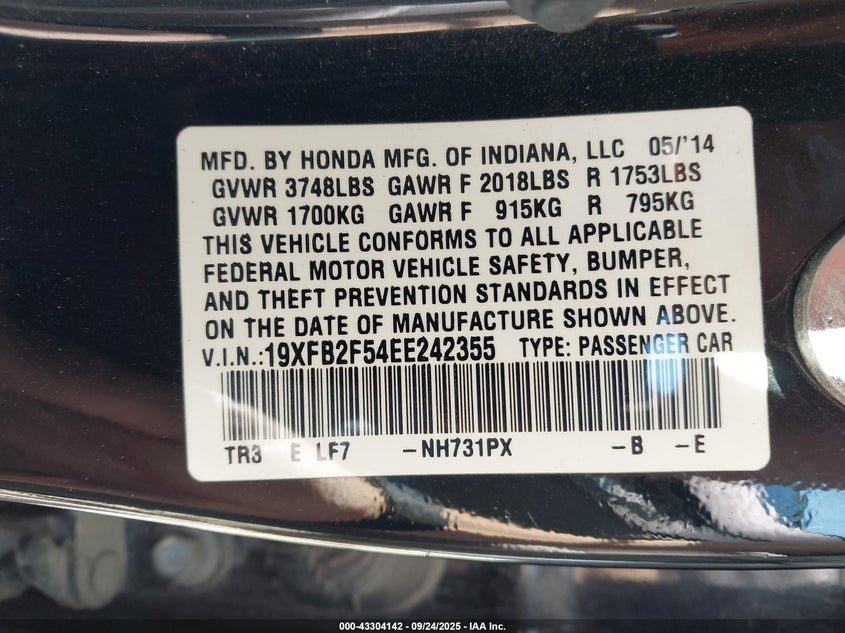 MFD. BY HONDA MFG. OF INDIANA, LLC 05/'14
GVWR 3748LBS GAWR F 2018LBS R 1753LBS
GVWR 1700KG GAWR F 915KG R 795KG
THIS VEHICLE CONFORMS TO ALL APPLICABLE
FEDERAL MOTOR VEHICLE SAFETY, BUMPER,
AND THEFT PREVENTION STANDARDS IN EFFECT
ON THE DATE OF MANUFACTURE SHOWN ABOVE.
V.I.N.:19XFB2F54EE242355 TYPE: PASSENGER CAR
TR3 E LF7 -NH731PX -B -E
000-43304142 - 09/24/2025 - IAA Inc.